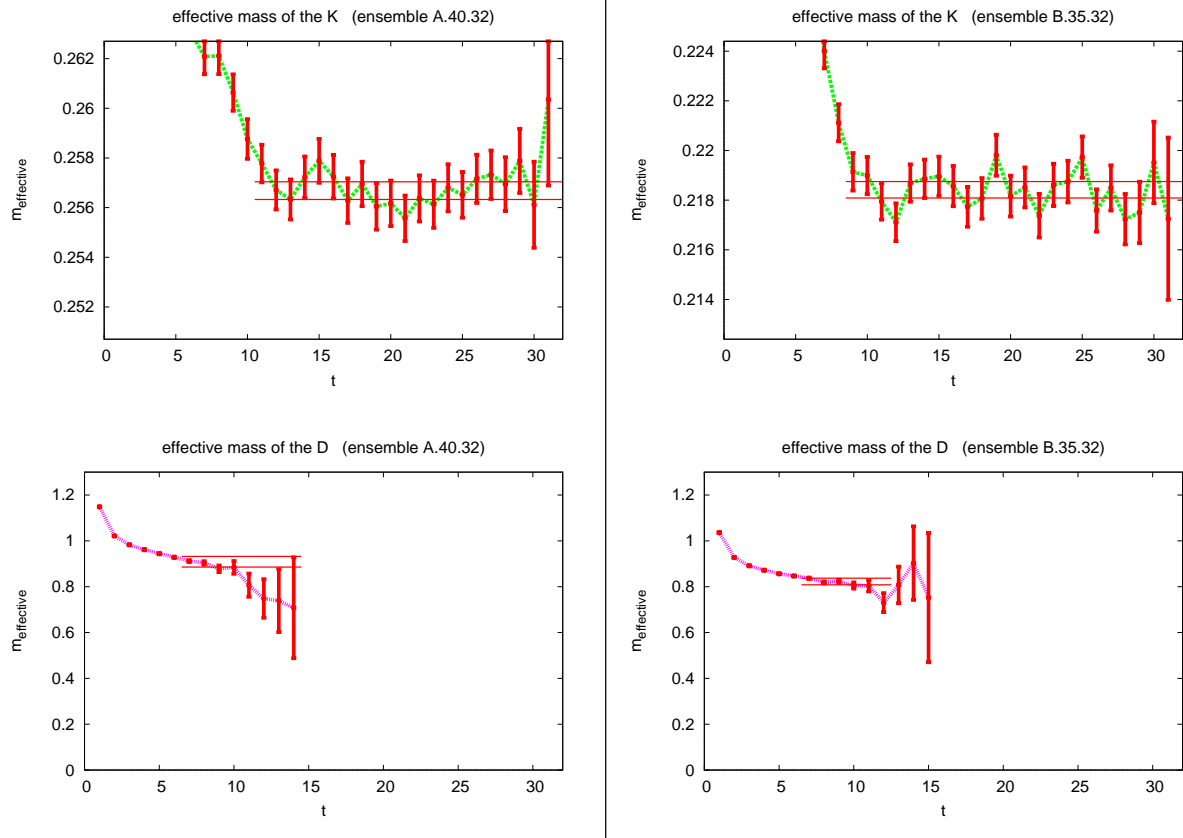 effective mass of the K (ensemble A.40.32)
0.262
0.26
0.258
0.256
0.254
0.252
m_effective
0 5 10 15 20 25 30
t
effective mass of the K (ensemble B.35.32)
0.224
0.222
0.22
0.218
0.216
0.214
m_effective
0 5 10 15 20 25 30
t
effective mass of the D (ensemble A.40.32)
1.2
1
0.8
0.6
0.4
0.2
0
m_effective
0 5 10 15 20 25 30
t
effective mass of the D (ensemble B.35.32)
1.2
1
0.8
0.6
0.4
0.2
0
m_effective
0 5 10 15 20 25 30
t